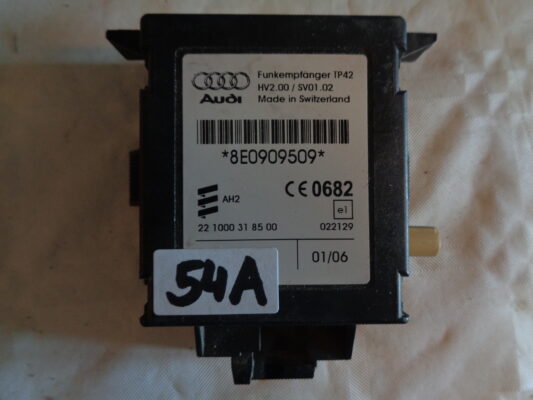 Funkempfänger TP42
HV2.00 / SV01.02
Made in Switzerland
Audi
*8E0909509*
AH2
CE 0682
e1
22 1000 31 85 00
022129
01/06
54A